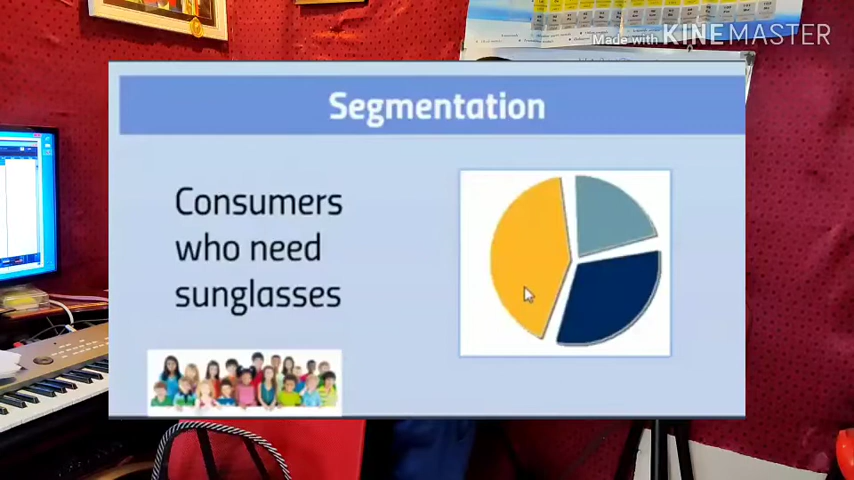 Made with KINEMASTER
Segmentation
Consumers
who need
sunglasses